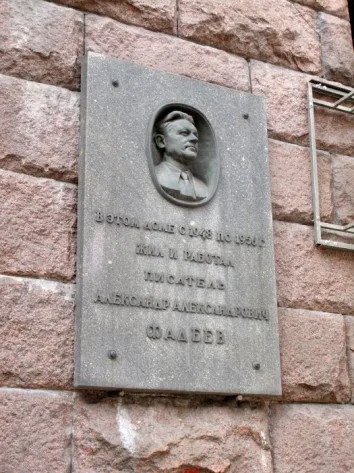 В ЭТОМ ДОМЕ С 1948 ПО 1956 Г.
ЖИЛ И РАБОТАЛ
ПИСАТЕЛЬ
АЛЕКСАНДР АЛЕКСАНДРОВИЧ
ФАДЕЕВ